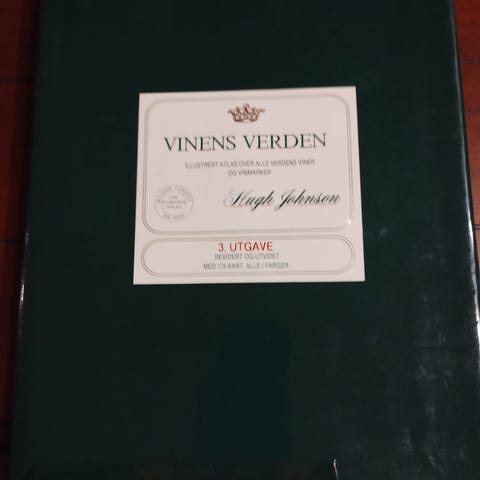 VINENS VERDEN
ILLUSTRERT ATLAS OVER ALLE VERDENS VINER
OG VINMARKER
Hugh Johnson
3. UTGAVE
REVIDERT OG UTVIDET
MED 175 KART, ALLE I FARGER